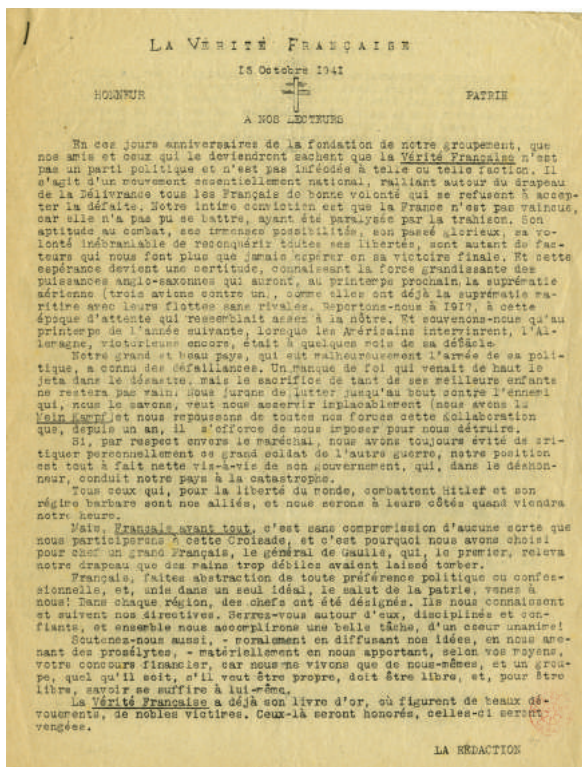 LA VÉRITÉ FRANÇAISE
15 Octobre 1941
HONNEUR PATRIE
A NOS LECTEURS
En ces jours anniversaires de la fondation de notre groupement, que
nos amis et ceux qui le deviendront sachent que la Vérité Française n'est
pas un parti politique et n'est pas inféodée à telle ou telle faction. Il
s'agit d'un mouvement essentiellement national, ralliant autour du drapeau
de la Délivrance tous les Français de bonne volonté qui se refusent à accep-
ter la défaite. Notre intime conviction est que la France n'est pas vaincue,
car elle n'a pas pu se battre, ayant été paralysée par la trahison. Son
aptitude au combat, ses immenses possibilités, son passé glorieux, sa vo-
lonté inébranlable de reconquérir toutes ses libertés, sont autant de fac-
teurs qui nous font plus que jamais espérer en sa victoire finale. Et cette
espérance devient une certitude, connaissant la force grandissante des
puissances anglo-saxonnes qui auront, au printemps prochain la suprématie
aérienne (trois avions contre un), comme elles ont déjà la suprématie ma-
ritime avec leurs flottes sans rivales. Reportons-nous à 1917, à cette
époque d'attente qui ressemblait assez à la nôtre. Et souvenons-nous qu'au
printemps de l'année suivante, lorsque les Américains intervinrent, l'Al-
lemagne, victorieuse encore, était à quelques mois de sa débâcle
Notre grand et beau pays, qui eut malheureusement l'armée de sa poli-
tique, a connu des défaillances. Un manque de foi qui venait de haut le
jeta dans le désastre, mais le sacrifice de tant de ses meilleurs enfants
ne restera pas vain. Nous jurons de lutter jusqu'au bout contre l'ennemi
qui, nous le savons, veut nous asservir implacablement (nous avons lu
Mein Kampf) et nous repoussons de toutes nos forces cette Kollaboration
que, depuis un an, il s'efforce de nous imposer pour nous détruire.
Si, par respect envers le maréchal, nous avons toujours évité de cri-
tiquer personnellement ce grand soldat de l'autre guerre, notre position
est tout à fait nette vis-à-vis de son gouvernement, qui, dans le déshon-
neur, conduit notre pays à la catastrophe.
Tous ceux qui, pour la liberté du monde, combattent Hitler et son
régime barbare sont nos alliés, et nous serons à leurs côtés quand viendra
notre heure.
Mais, Français avant tout, c'est sans compromission d'aucune sorte que
nous participerons à cette Croisade, et c'est pourquoi nous avons choisi
pour chef un grand Français, le général de Gaulle, qui, le premier, releva
notre drapeau que des mains trop débiles avaient laissé tomber.
Français, faites abstraction de toute préférence politique ou confes-
sionnelle, et, unis dans un seul idéal, le salut de la patrie, venez à
nous! Dans chaque région, des chefs ont été désignés. Ils nous connaissent
et suivent nos directives. Serrez-vous autour d'eux, disciplinés et con-
fiants, et ensemble nous accomplirons une belle tâche, d'un coeur unanime!
Soutenez-nous aussi, - moralement en diffusant nos idées, en nous ame-
nant des prosélytes, - matériellement en nous apportant, selon vos moyens,
votre concours financier, car nous ne vivons que de nous-mêmes, et un grou-
pe, quel qu'il soit, s'il veut être propre, doit être libre, et, pour être
libre, savoir se suffire à lui-même.
La Vérité Française a déjà son livre d'or, où figurent de beaux dé-
vouements, de nobles victimes. Ceux-là seront honorés, celles-ci seront
vengées.
LA RÉDACTION